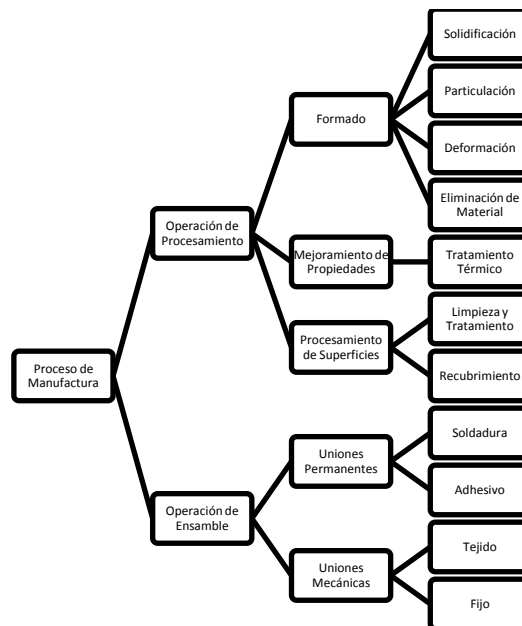 Solidificación
Particulación
Formado
Deformación
Eliminación de
Material
Operación de
Procesamiento
Mejoramiento de
Propiedades
Tratamiento
Térmico
Limpieza y
Tratamiento
Procesamiento
de Superficies
Recubrimiento
Proceso de
Manufactura
Soldadura
Uniones
Permanentes
Adhesivo
Operación de
Ensamble
Tejido
Uniones
Mecánicas
Fijo